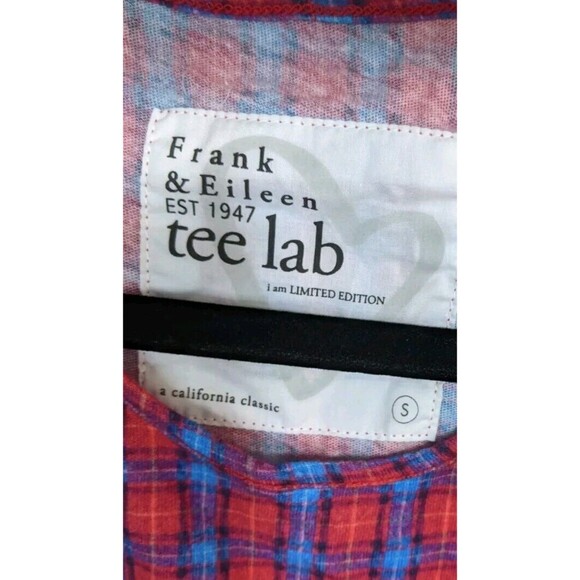 Frank
& Eileen
EST 1947
tee lab
i am LIMITED EDITION
a california classic
S